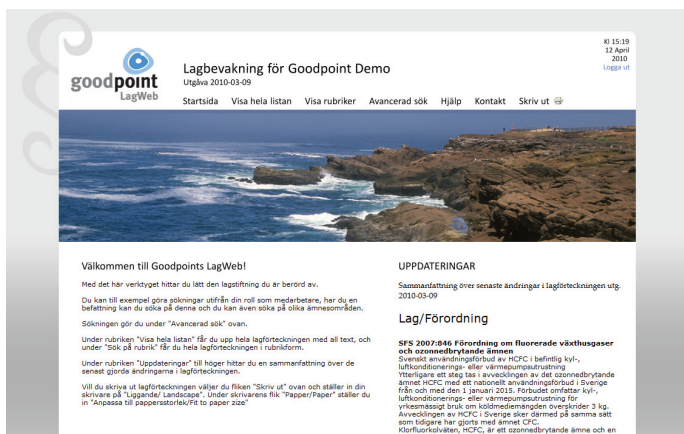 Kl 15:19
12 April
2010
Logga ut
goodpoint
LagWeb
Lagbevakning för Goodpoint Demo
Utgåva 2010-03-09
Startsida Visa hela listan Visa rubriker Avancerad sök Hjälp Kontakt Skriv ut
Välkommen till Goodpoints LagWeb!
Med det här verktyget hittar du lätt den lagstiftning du är berörd av.
Du kan till exempel göra sökningar utifrån din roll som medarbetare, har du en
befattning kan du söka på denna och du kan även söka på olika ämnesområden.
Sökningen gör du under "Avancerad sök" ovan.
Under rubriken "Visa hela listan" får du upp hela lagförteckningen med all text, och
under "Sök på rubrik" får du hela lagförteckningen i rubrikform.
Under rubriken "Uppdateringar" till höger hittar du en sammanfattning över de
senast gjorda ändringarna i lagförteckningen.
Vill du skriva ut lagförteckningen väljer du fliken "Skriv ut" ovan och ställer in din
skrivare på "Liggande/ Landscape". Under skrivarens flik "Papper/Paper" ställer du
in "Anpassa till pappersstorlek/Fit to paper zize"
UPPDATERINGAR
Sammanfattning över senaste ändringar i lagförteckningen utg.
2010-03-09
Lag/Förordning
SFS 2007:846 Förordning om fluorerade växthusgaser
och ozonnedbrytande ämnen
Svenskt användningsförbud av HCFC i befintlig kyl-,
luftkonditionerings- eller värmepumpsutrustning
Ytterligare ett steg tas i avvecklingen av det ozonnedbrytande
ämnet HCFC med ett nationellt användningsförbud i Sverige
från och med den 1 januari 2015. Förbudet omfattar kyl-,
luftkonditionerings- eller värmepumpsutrustning för
yrkesmässigt bruk om köldmediemängden överskrider 3 kg.
Avvecklingen av HCFC i Sverige sker därmed på samma sätt
som tidigare har gjorts med ämnet CFC.
Klorfluorkolväten, HCFC, är ett ozonnedbrytande ämne och en